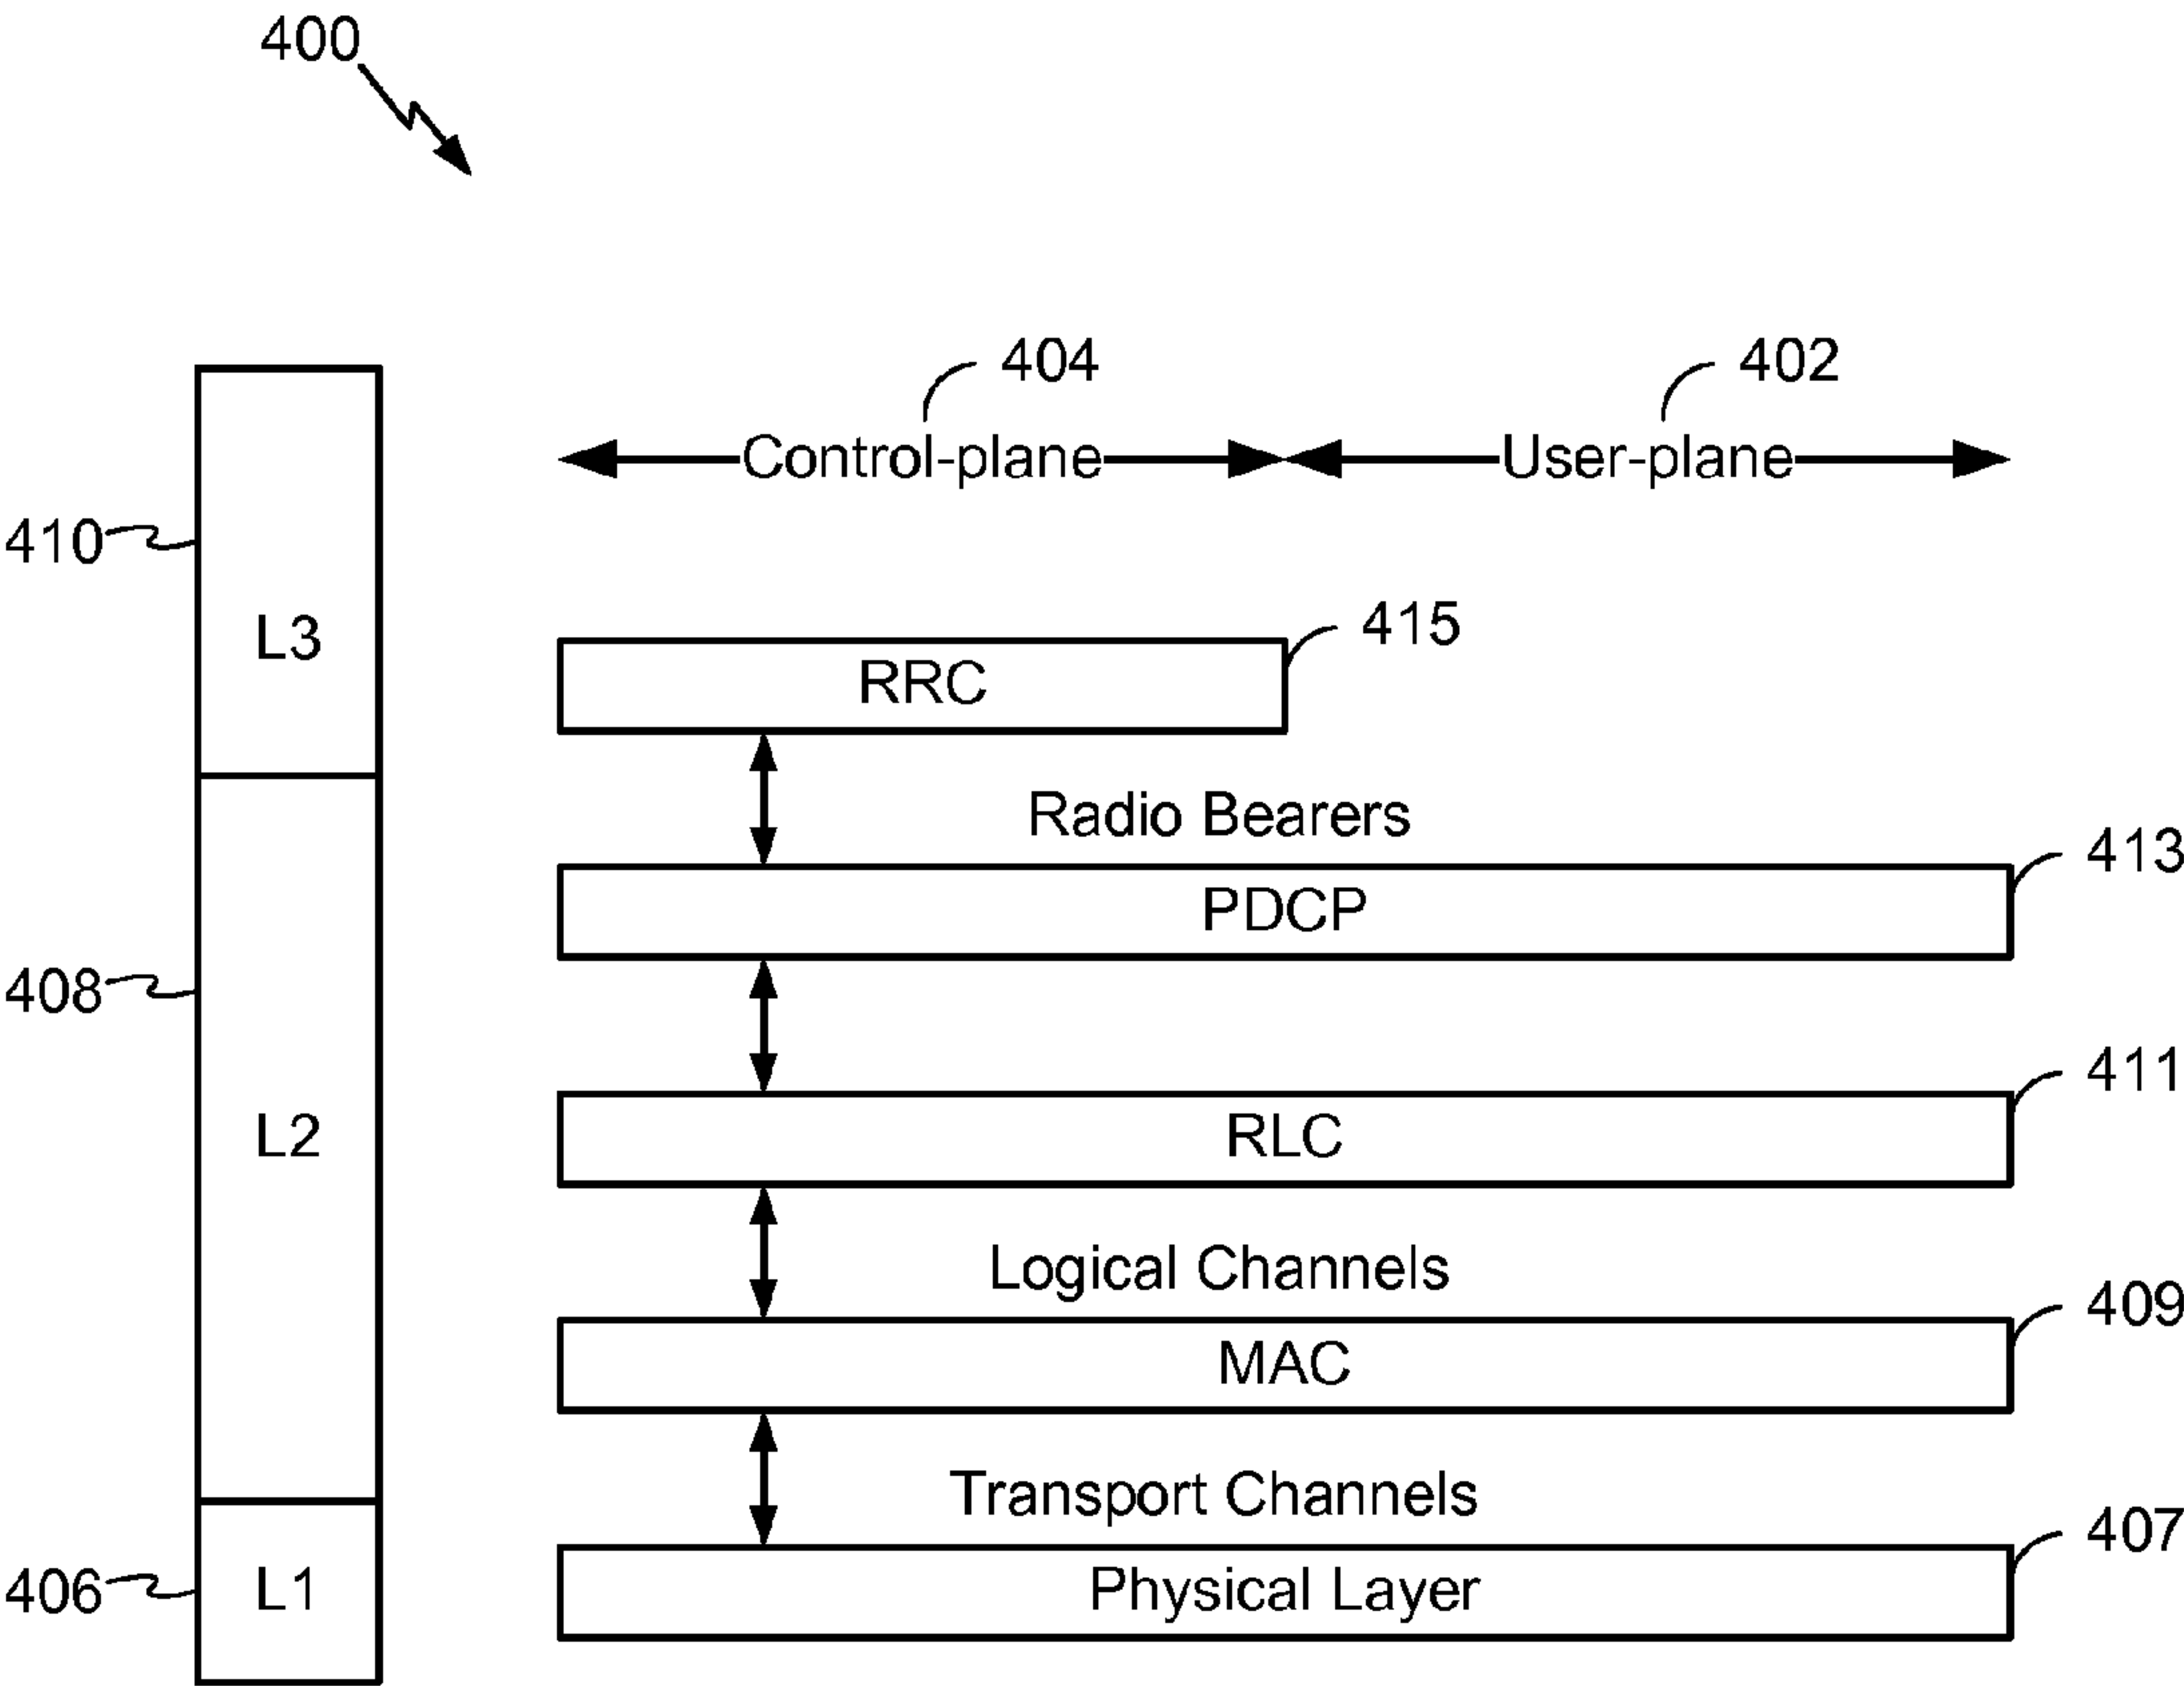 400
404
402
Control-plane
User-plane
410
L3
415
RRC
Radio Bearers
413
PDCP
408
411
L2
RLC
Logical Channels
409
MAC
Transport Channels
407
406
L1
Physical Layer